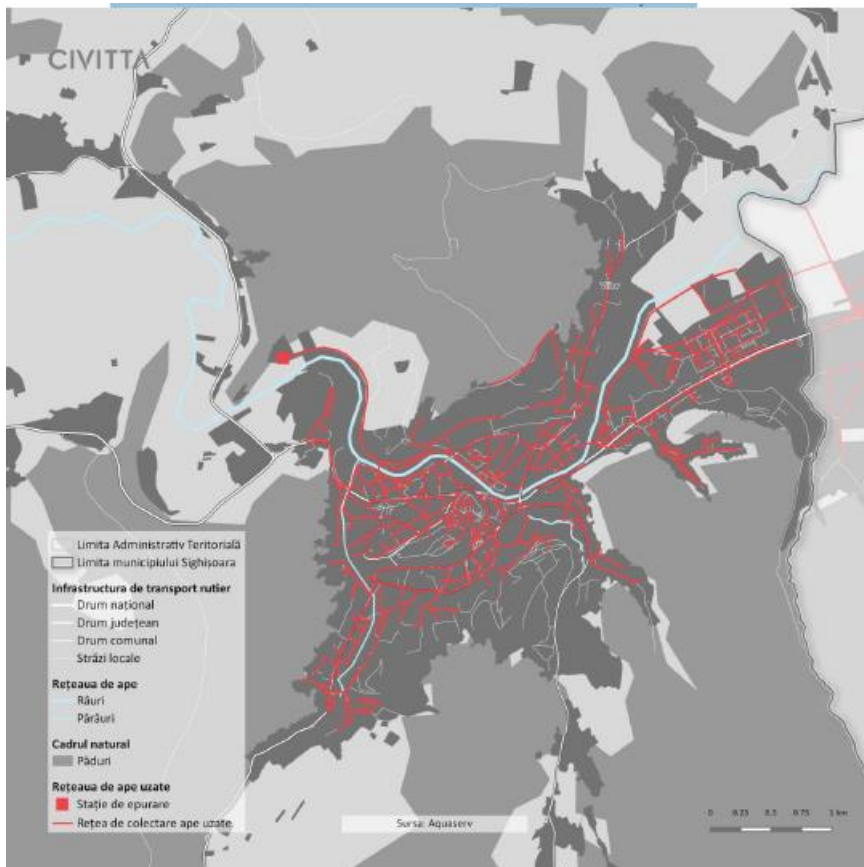 CIVITTA
Limita Administrativ Teritorială
Limita municipiului Sighișoara
Infrastructura de transport rutier
Drum național
Drum județean
Drum comunal
Străzi locale
Rețeaua de ape
Râuri
Pârâuri
Cadrul natural
Păduri
Rețeaua de ape uzate
Stație de epurare
Rețea de colectare ape uzate
Sursa: Aquaserv
0 0.25 0.5 0.75 1 km